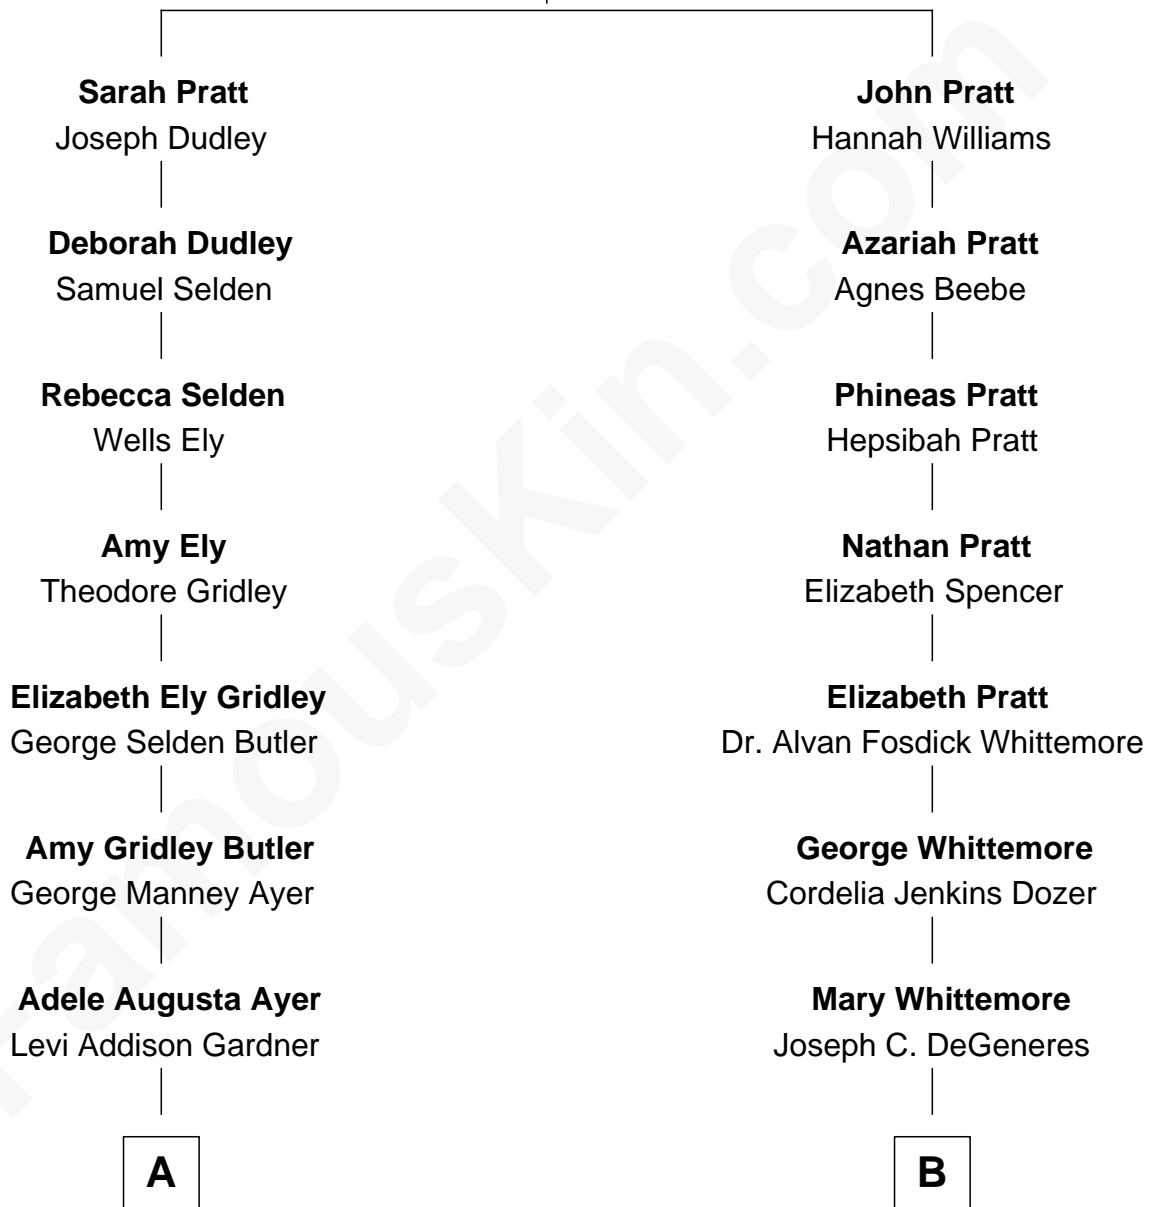 Sarah Pratt
Joseph Dudley
Deborah Dudley
Samuel Selden
Rebecca Selden
Wells Ely
Amy Ely
Theodore Gridley
Elizabeth Ely Gridley
George Selden Butler
Amy Gridley Butler
George Manney Ayer
Adele Augusta Ayer
Levi Addison Gardner
A
John Pratt
Hannah Williams
Azariah Pratt
Agnes Beebe
Phineas Pratt
Hepsibah Pratt
Nathan Pratt
Elizabeth Spencer
Elizabeth Pratt
Dr. Alvan Fosdick Whittemore
George Whittemore
Cordelia Jenkins Dozer
Mary Whittemore
Joseph C. DeGeneres
B
FamousKin.com